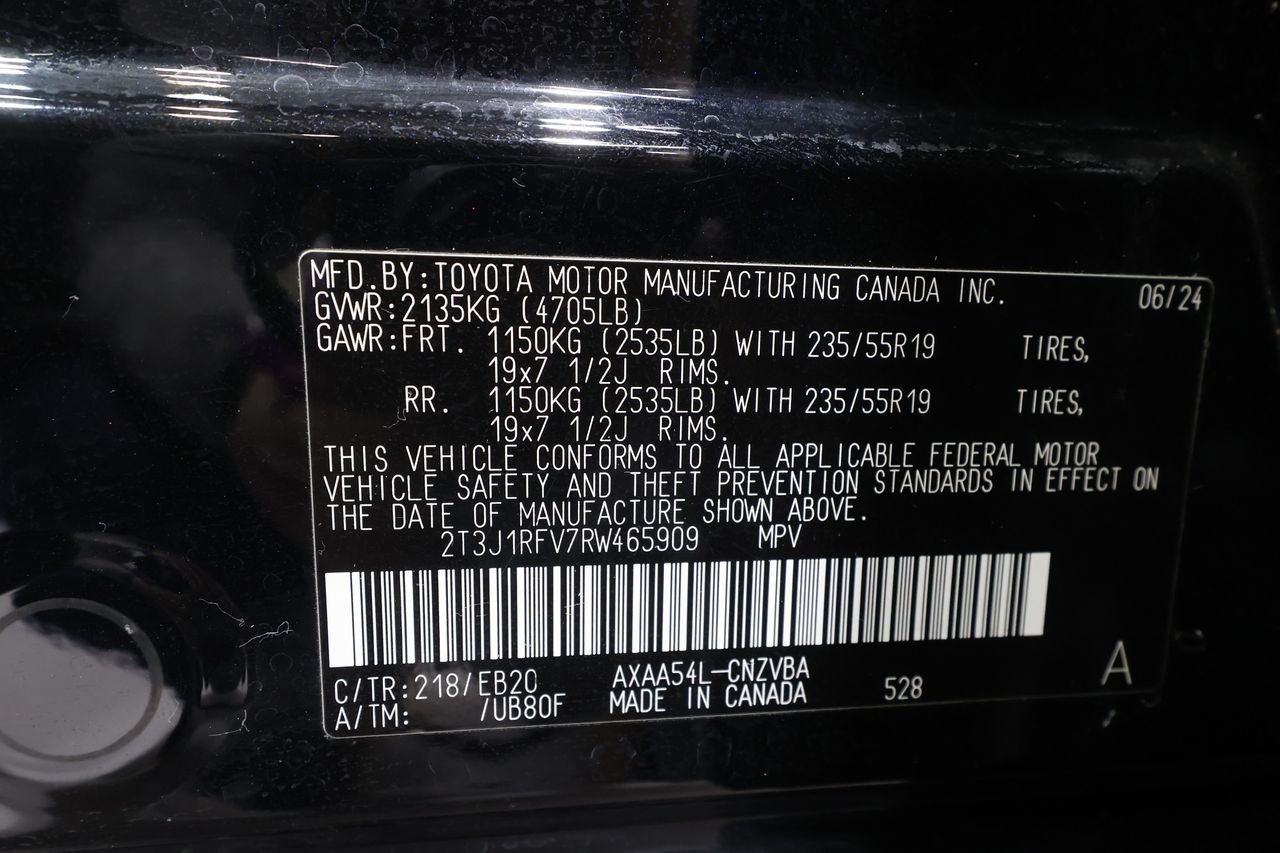 MFD.BY:TOYOTA MOTOR MANUFACTURING CANADA INC. 06/24
GVWR:2135KG (4705LB)
GAWR:FRT. 1150KG (2535LB) WITH 235/55R19 TIRES,
19x7 1/2J RIMS.
RR. 1150KG (2535LB) WITH 235/55R19 TIRES,
19x7 1/2J RIMS.
THIS VEHICLE CONFORMS TO ALL APPLICABLE FEDERAL MOTOR
VEHICLE SAFETY AND THEFT PREVENTION STANDARDS IN EFFECT ON
THE DATE OF MANUFACTURE SHOWN ABOVE.
2T3J1RFV7RW465909 MPV
C/TR:218/EB20 AXAA54L-CNZVBA
A/TM: /UB80F MADE IN CANADA 528 A